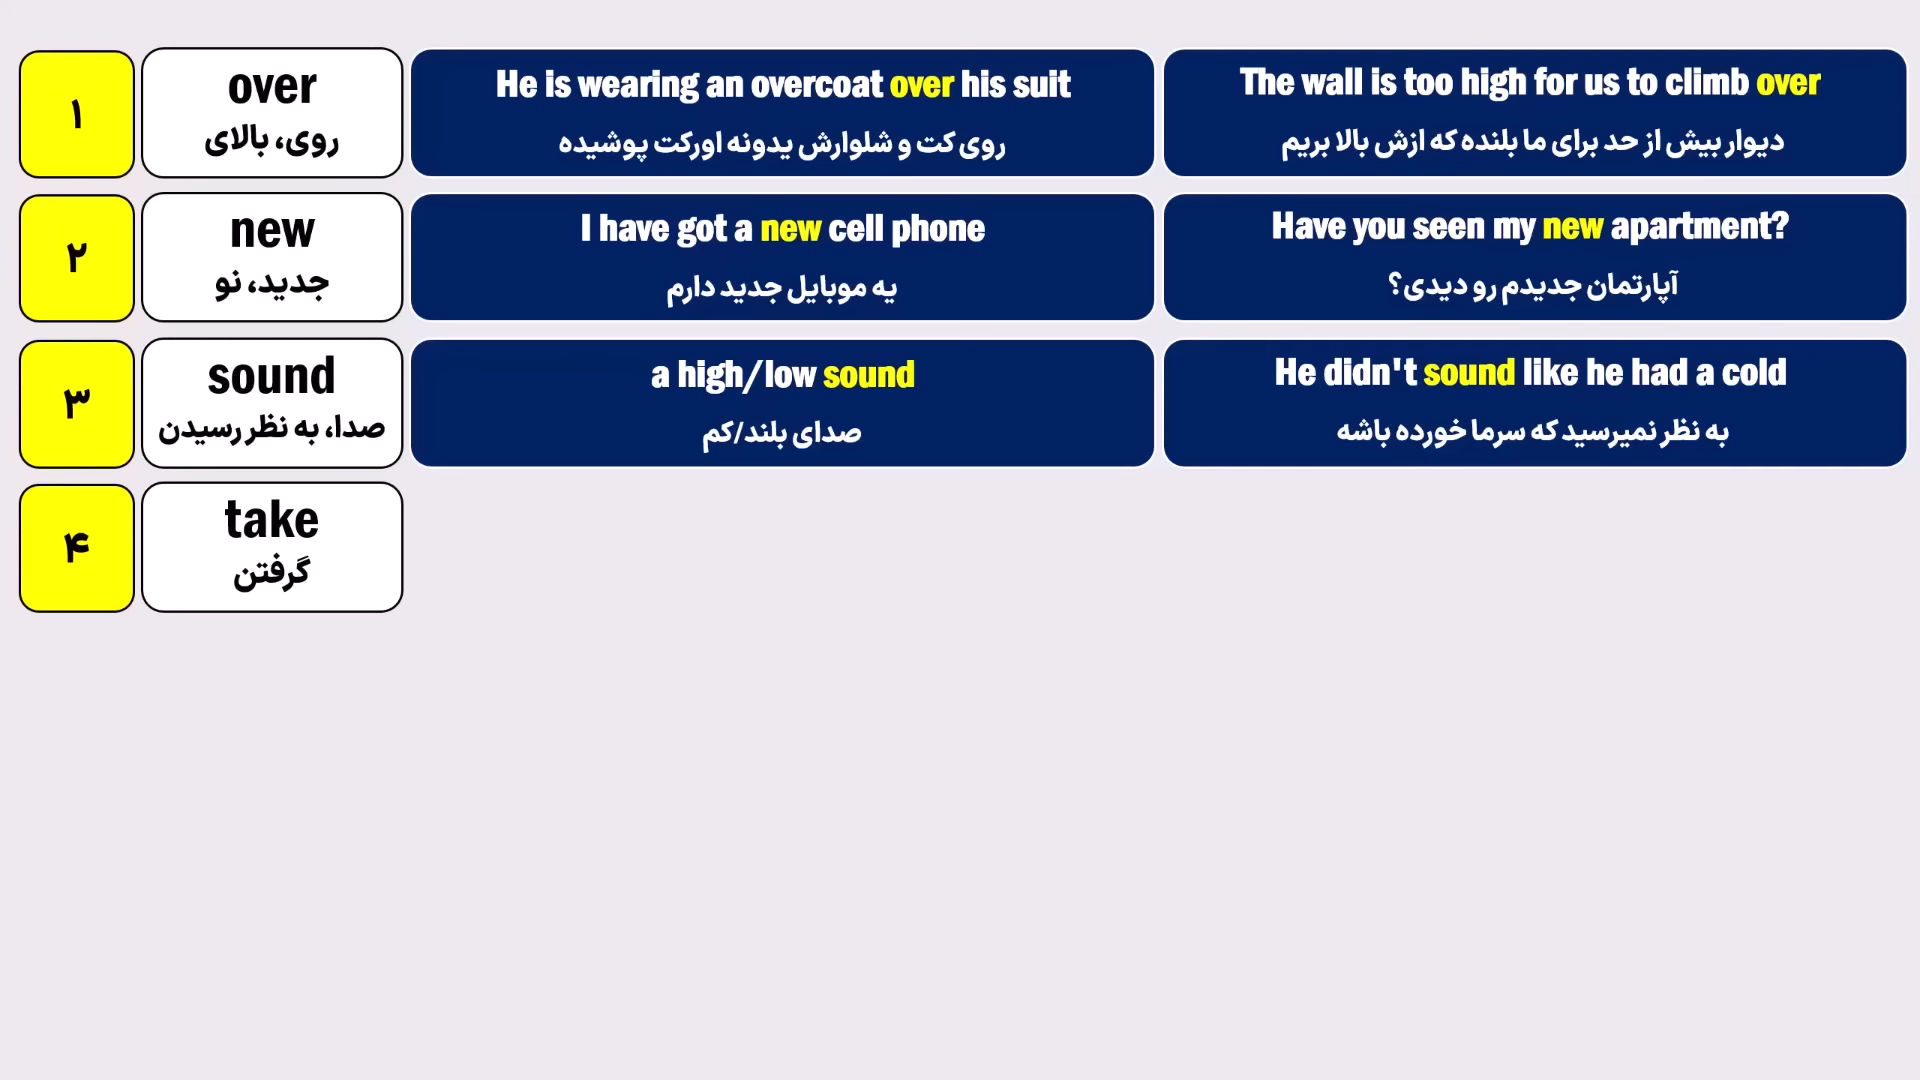 ۱
over
روی، بالای
He is wearing an overcoat over his suit
روی کت و شلوارش یدونه اورکت پوشیده
The wall is too high for us to climb over
دیوار بیش از حد برای ما بلنده که ازش بالا بریم
۲
new
جدید، نو
I have got a new cell phone
یه موبایل جدید دارم
Have you seen my new apartment?
آپارتمان جدیدم رو دیدی؟
۳
sound
صدا، به نظر رسیدن
a high/low sound
صدای بلند/کم
He didn't sound like he had a cold
به نظر نمیرسید که سرما خورده باشه
۴
take
گرفتن